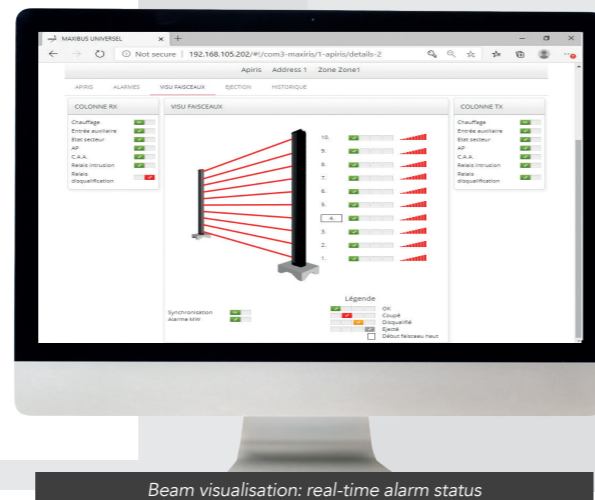 MAXIBUS UNIVERSEL
Not secure | 192.168.105.202/#!/com3-maxiris/1-apiris/details-2
Apiris Address 1 Zone Zone1
APIRIS ALARMES VISU FAISCEAUX EJECTION HISTORIQUE
COLONNE RX
Chauffage
Entrée auxiliaire
Etat secteur
AP
C.A.A.
Relais intrusion
Relais
disqualification
VISU FAISCEAUX
10.
9.
8.
7.
6.
5.
4.
3.
2.
1.
Synchronisation
Alarme MW
Légende
OK
Coupé
Disqualifié
Ejecté
Début faisceau haut
COLONNE TX
Chauffage
Entrée auxiliaire
Etat secteur
AP
C.A.A.
Relais intrusion
Relais
disqualification
Beam visualisation: real-time alarm status